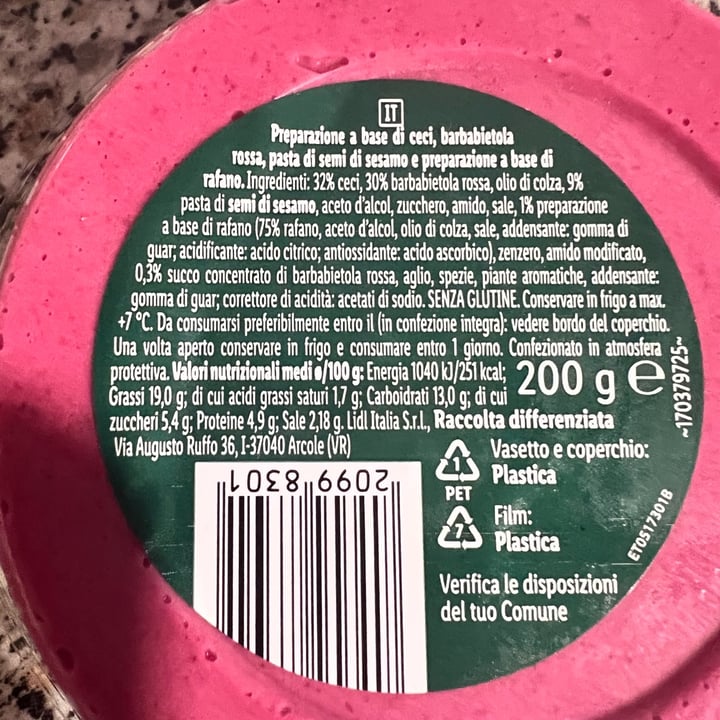 IT
Preparazione a base di ceci, barbabietola
rossa, pasta di semi di sesamo e preparazione a base di
rafano. Ingredienti: 32% ceci, 30% barbabietola rossa, olio di colza, 9%
pasta di semi di sesamo, aceto d'alcol, zucchero, amido, sale, 1% preparazione
a base di rafano (75% rafano, aceto d'alcol, olio di colza, sale, addensante: gomma di
guar; acidificante: acido citrico; antiossidante: acido ascorbico), zenzero, amido modificato,
0,3% succo concentrato di barbabietola rossa, aglio, spezie, piante aromatiche, addensante:
gomma di guar; correttore di acidità: acetati di sodio. SENZA GLUTINE. Conservare in frigo a max.
+7 °C. Da consumarsi preferibilmente entro il (in confezione integra): vedere bordo del coperchio.
Una volta aperto conservare in frigo e consumare entro 1 giorno. Confezionato in atmosfera
protettiva. Valori nutrizionali medi ø/100 g: Energia 1040 kJ/251 kcal;
Grassi 19,0 g; di cui acidi grassi saturi 1,7 g; Carboidrati 13,0 g; di cui
zuccheri 5,4 g; Proteine 4,9 g; Sale 2,18 g. Lidl Italia S.r.l.,
Via Augusto Ruffo 36, I-37040 Arcole (VR)
200 g e
~170379725~
Raccolta differenziata
1
PET
Vasetto e coperchio:
Plastica
7
Film:
Plastica
Verifica le disposizioni
del tuo Comune
ET0517301B
2099 8301